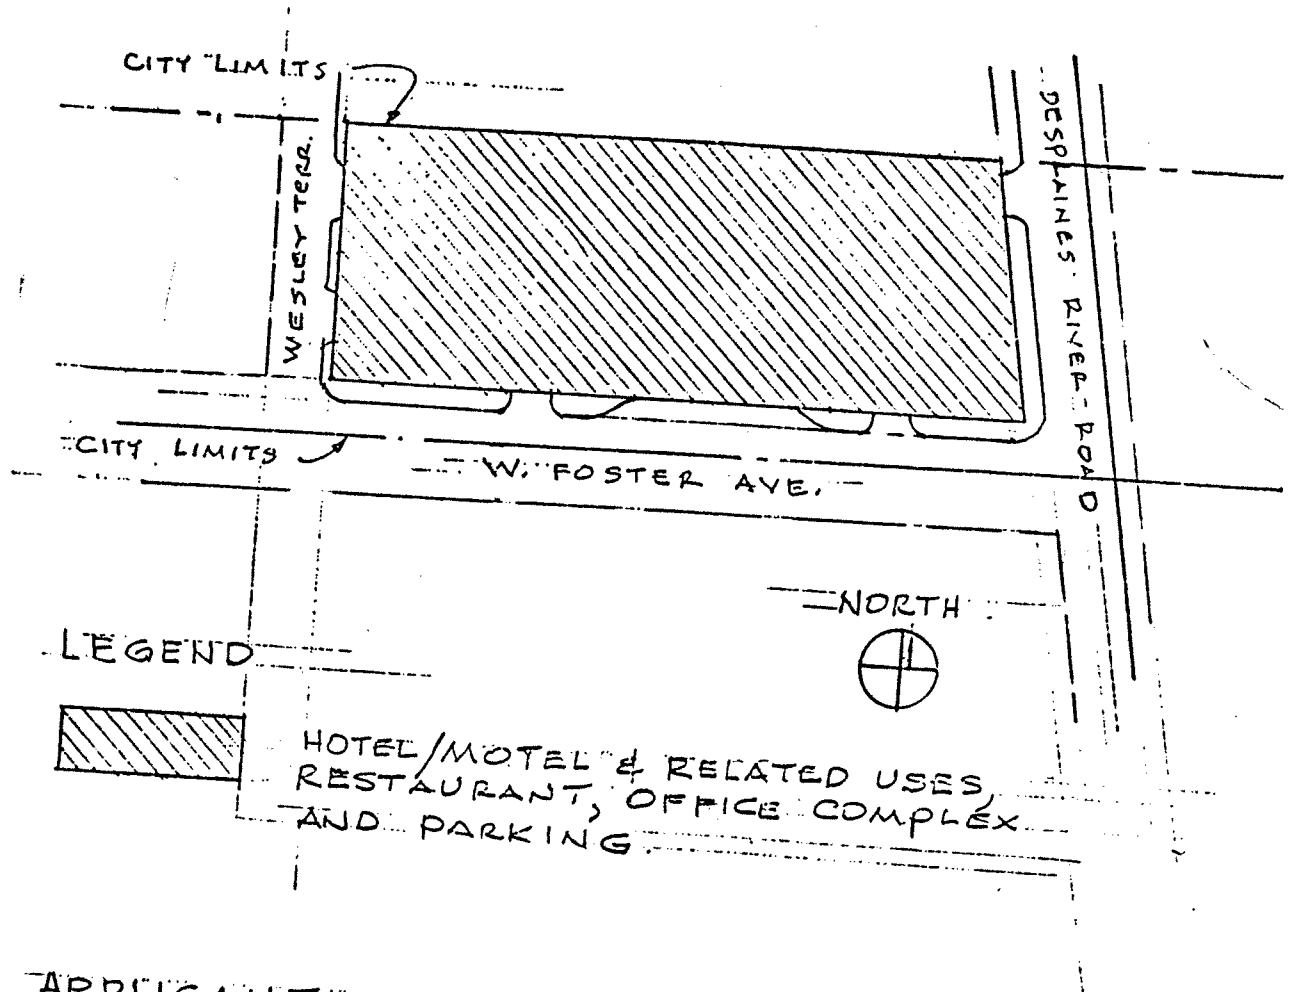 CITY LIMITS
WESLEY TERR.
DESPLAINES RIVER ROAD
CITY LIMITS
W. FOSTER AVE.
NORTH
LEGEND
HOTEL/MOTEL & RELATED USES,
RESTAURANT, OFFICE COMPLEX
AND PARKING.